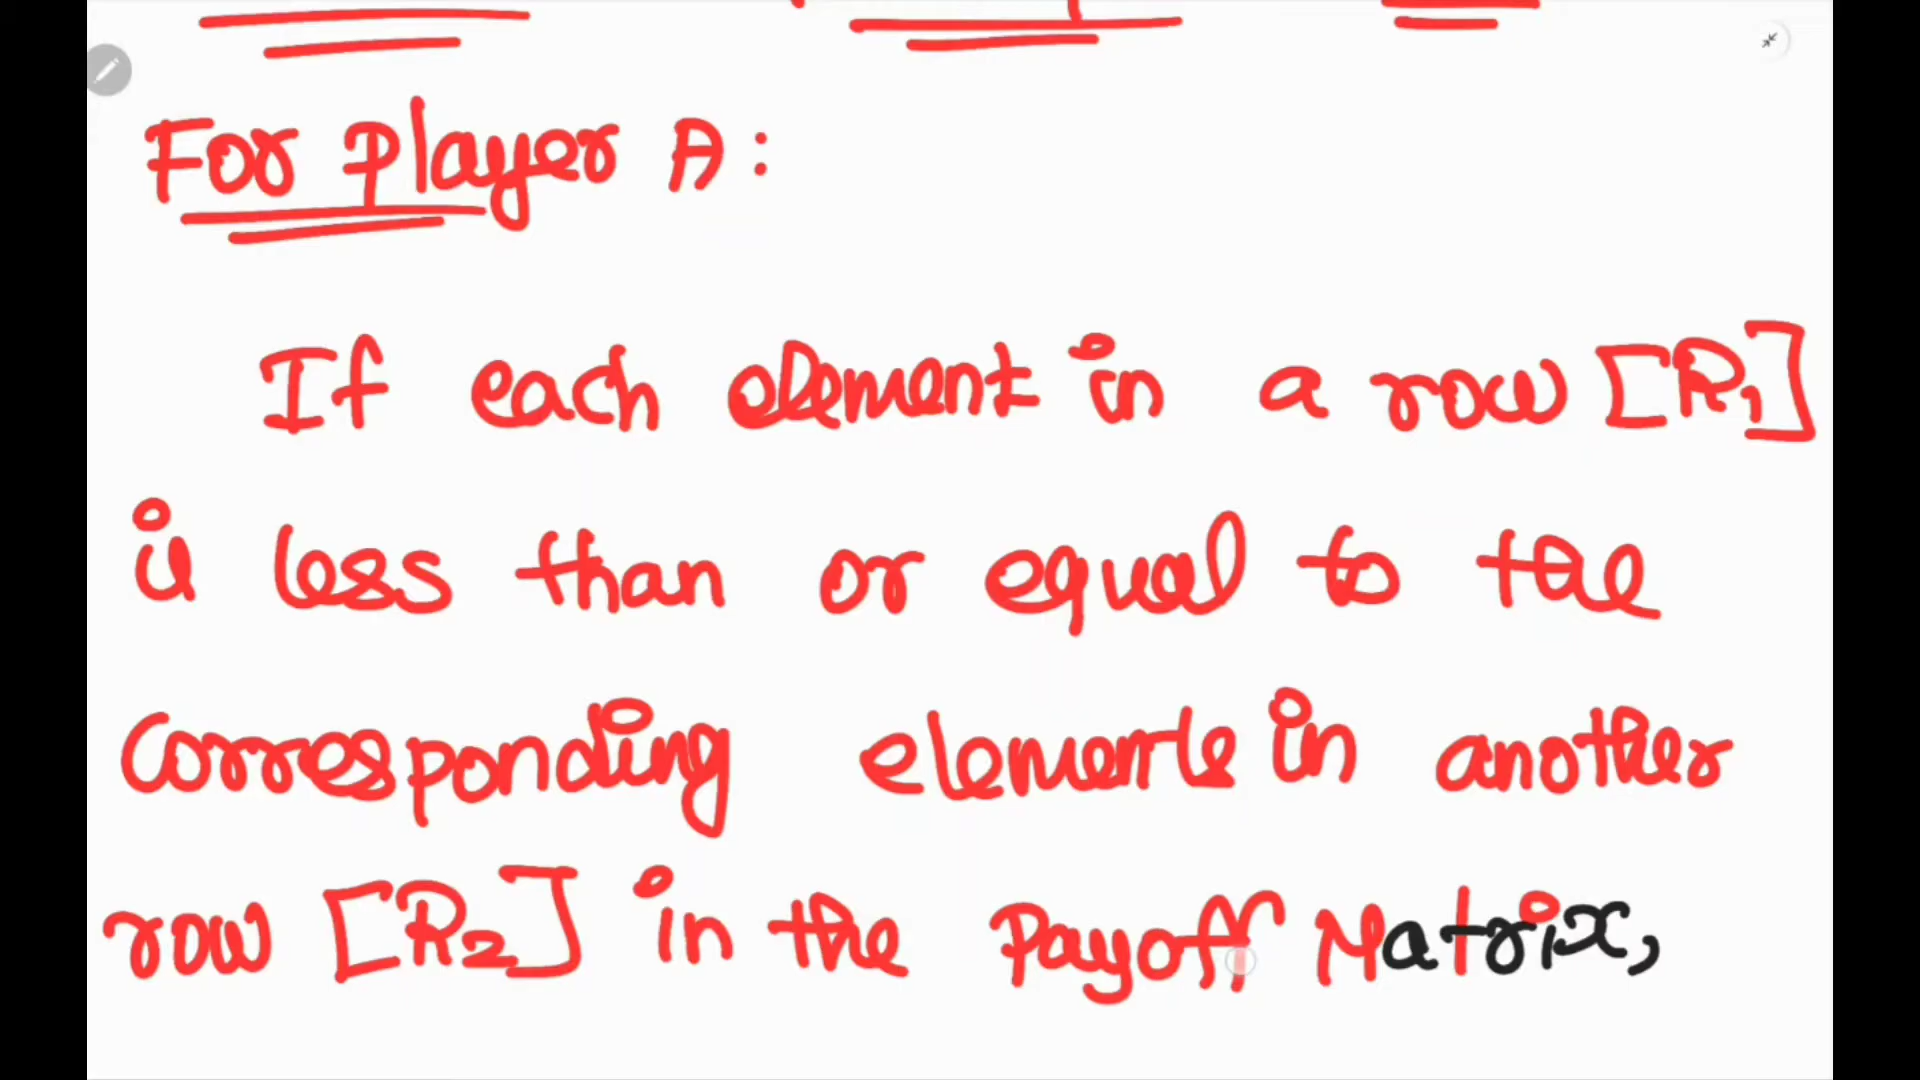 For player A:
If each element in a row [R1]
is less than or equal to the
corresponding elements in another
row [R2] in the Payoff Matrix,